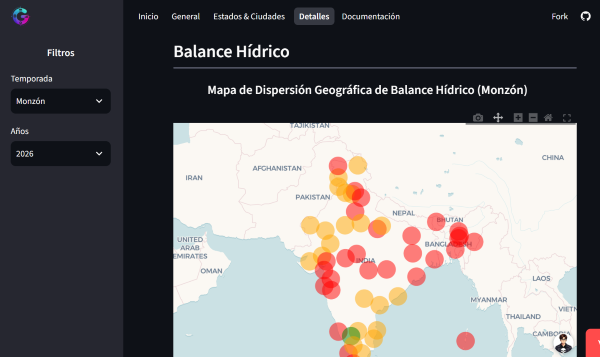 Inicio
General
Estados & Ciudades
Detalles
Documentación
Fork
Filtros
Temporada
Monzón
Años
2026
Balance Hídrico
Mapa de Dispersión Geográfica de Balance Hídrico (Monzón)
TAJIKISTAN
CHINA
AFGHANISTAN
IRAN
PAKISTAN
NEPAL
BHUTAN
UNITED
ARAB
EMIRATES
BANGLADESH
OMAN
INDIA
LAOS
MYANMAR
VIETN
THAILAND
CAMBODIA